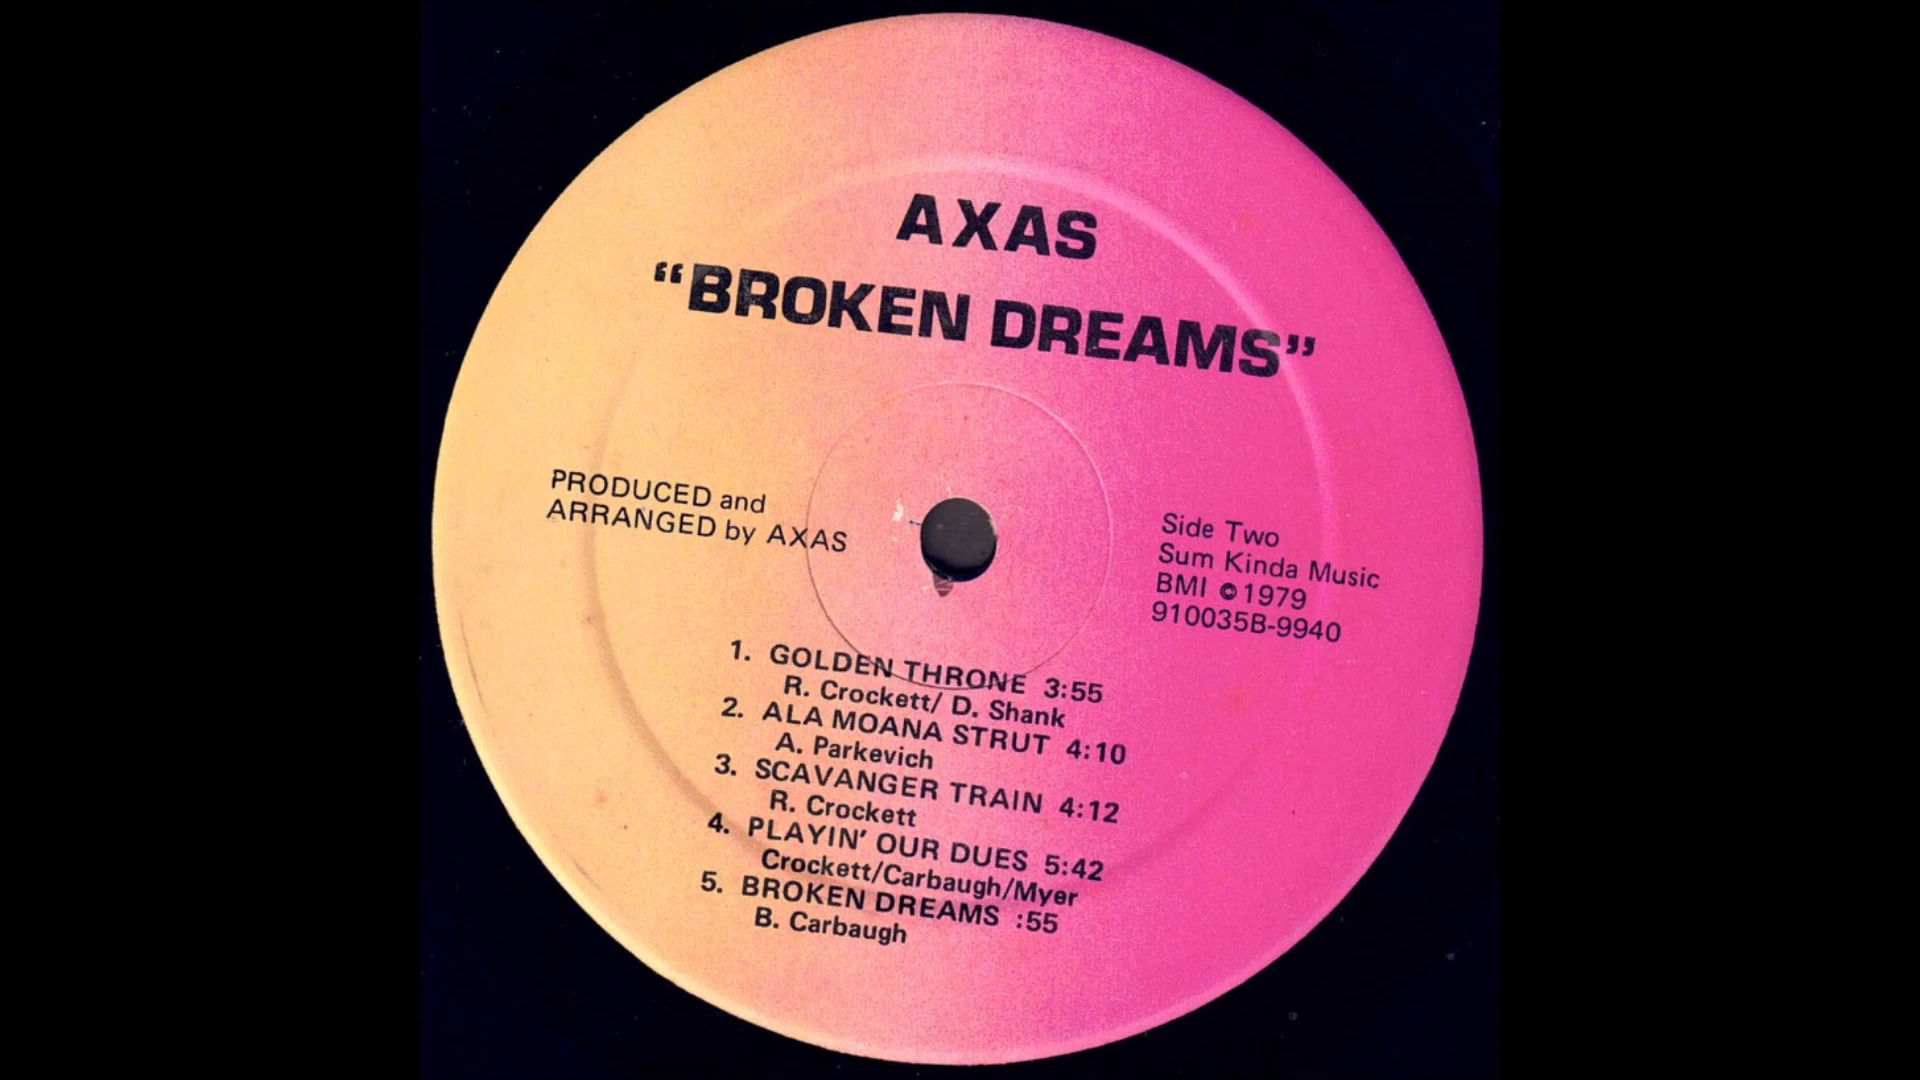 AXAS
“BROKEN DREAMS”
PRODUCED and
ARRANGED by AXAS
Side Two
Sum Kinda Music
BMI ©1979
910035B-9940
1. GOLDEN THRONE 3:55
R. Crockett/ D. Shank
2. ALA MOANA STRUT 4:10
A. Parkevich
3. SCAVANGER TRAIN 4:12
R. Crockett
4. PLAYIN’ OUR DUES 5:42
Crockett/Carbaugh/Myer
5. BROKEN DREAMS :55
B. Carbaugh